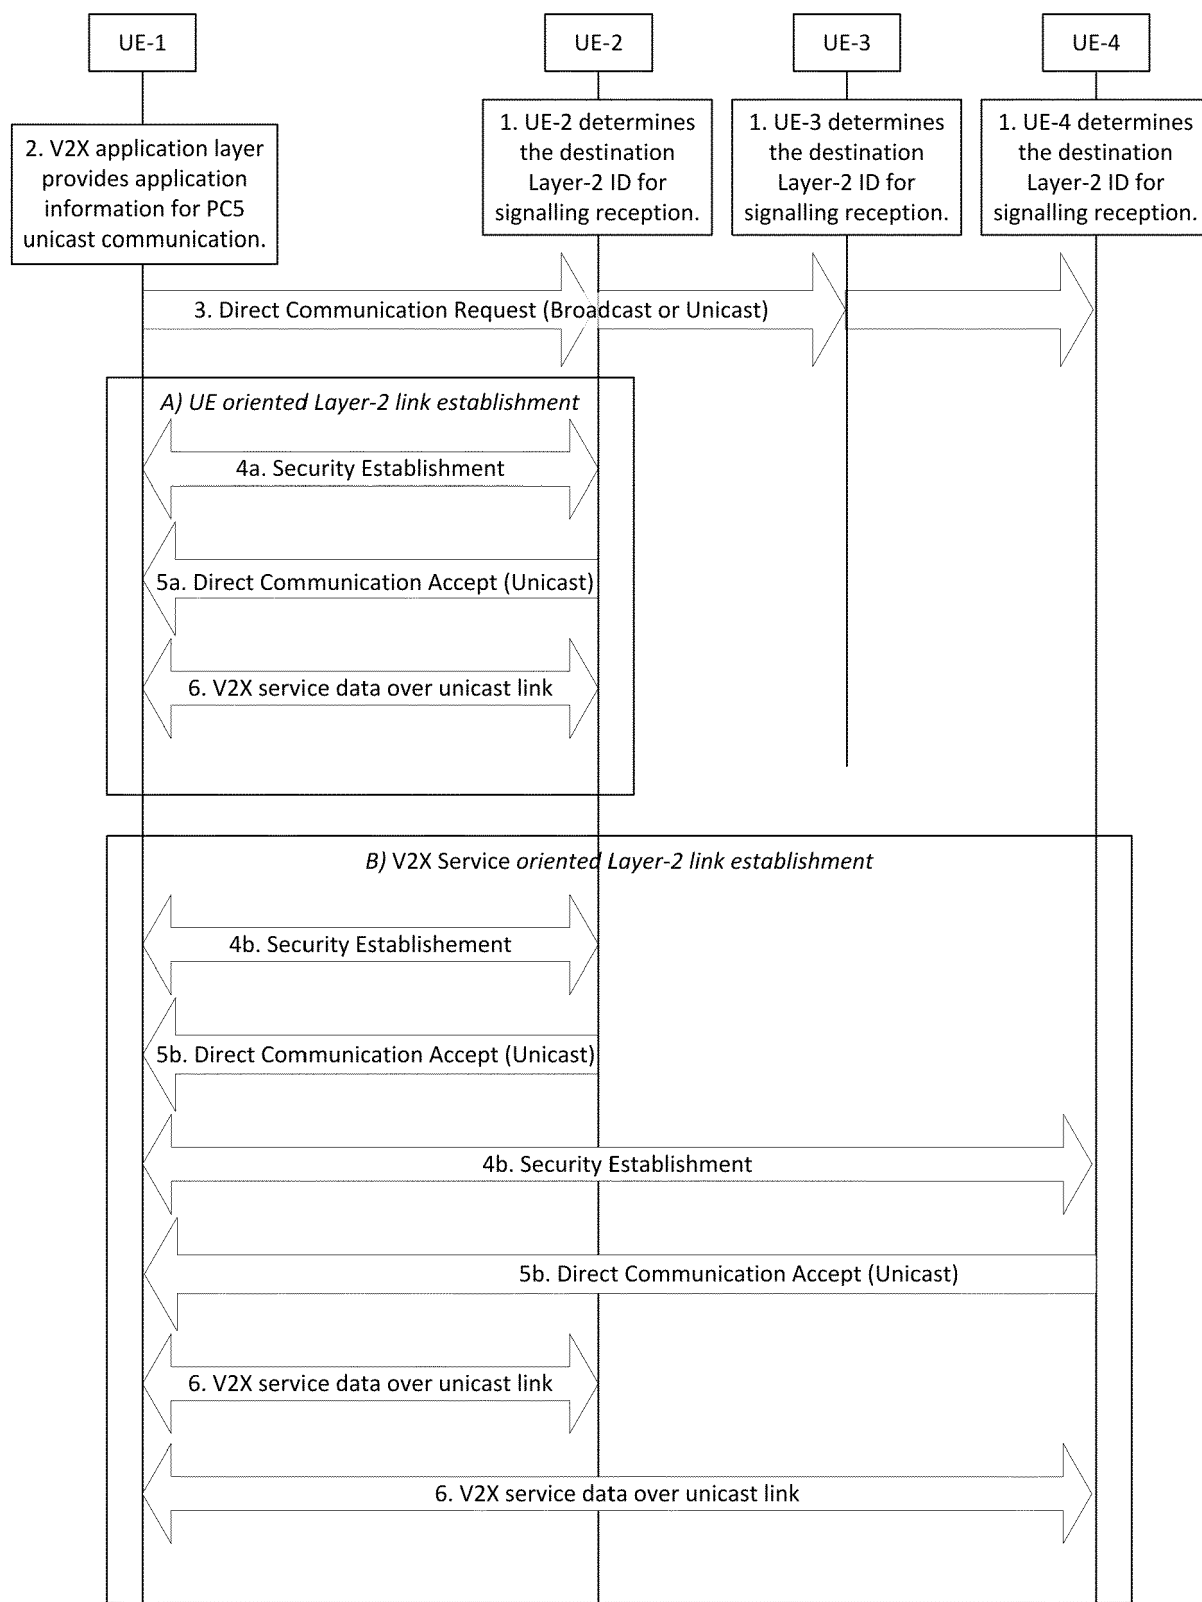 UE-1
UE-2
UE-3
UE-4
2. V2X application layer
provides application
information for PC5
unicast communication.
1. UE-2 determines
the destination
Layer-2 ID for
signalling reception.
1. UE-3 determines
the destination
Layer-2 ID for
signalling reception.
1. UE-4 determines
the destination
Layer-2 ID for
signalling reception.
3. Direct Communication Request (Broadcast or Unicast)
A) UE oriented Layer-2 link establishment
4a. Security Establishment
5a. Direct Communication Accept (Unicast)
6. V2X service data over unicast link
B) V2X Service oriented Layer-2 link establishment
4b. Security Establishement
5b. Direct Communication Accept (Unicast)
4b. Security Establishment
5b. Direct Communication Accept (Unicast)
6. V2X service data over unicast link
6. V2X service data over unicast link